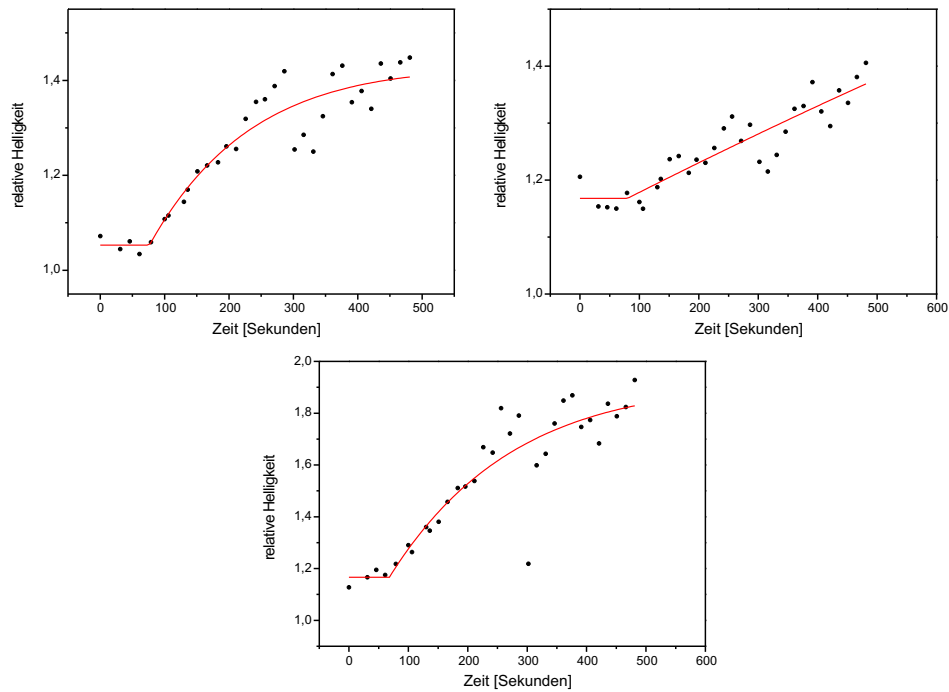 relative Helligkeit
1,4
1,2
1,0
0 100 200 300 400 500
Zeit [Sekunden]
relative Helligkeit
1,4
1,2
1,0
0 100 200 300 400 500 600
Zeit [Sekunden]
relative Helligkeit
2,0
1,8
1,6
1,4
1,2
1,0
0 100 200 300 400 500 600
Zeit [Sekunden]